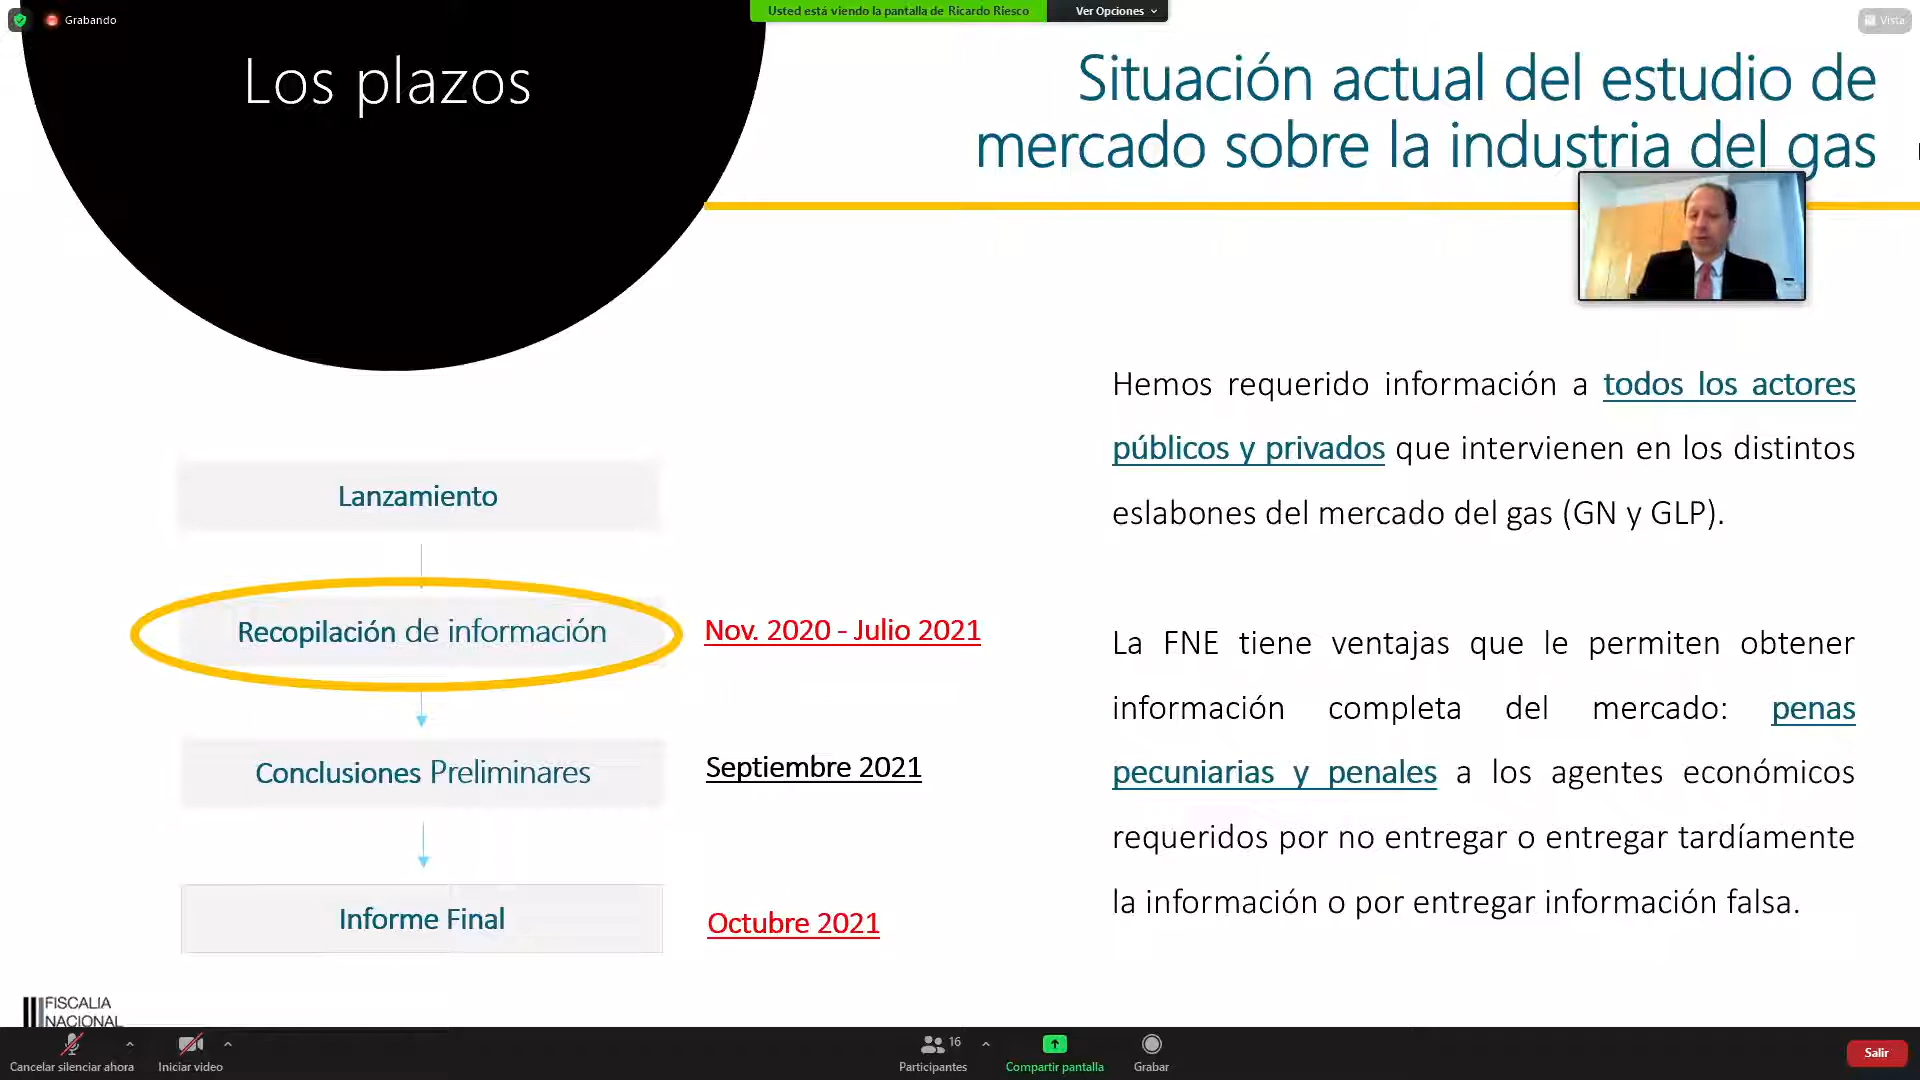 Grabando
Usted está viendo la pantalla de Ricardo Riesco
Ver Opciones
Vista
Los plazos
Situación actual del estudio de
mercado sobre la industria del gas
Lanzamiento
Recopilación de información
Nov. 2020 - Julio 2021
Conclusiones Preliminares
Septiembre 2021
Informe Final
Octubre 2021
Hemos requerido información a todos los actores
públicos y privados que intervienen en los distintos
eslabones del mercado del gas (GN y GLP).
La FNE tiene ventajas que le permiten obtener
información completa del mercado: penas
pecuniarias y penales a los agentes económicos
requeridos por no entregar o entregar tardíamente
la información o por entregar información falsa.
FISCALIA
NACIONAL
Cancelar silenciar ahora
Iniciar video
16
Participantes
Compartir pantalla
Grabar
Salir